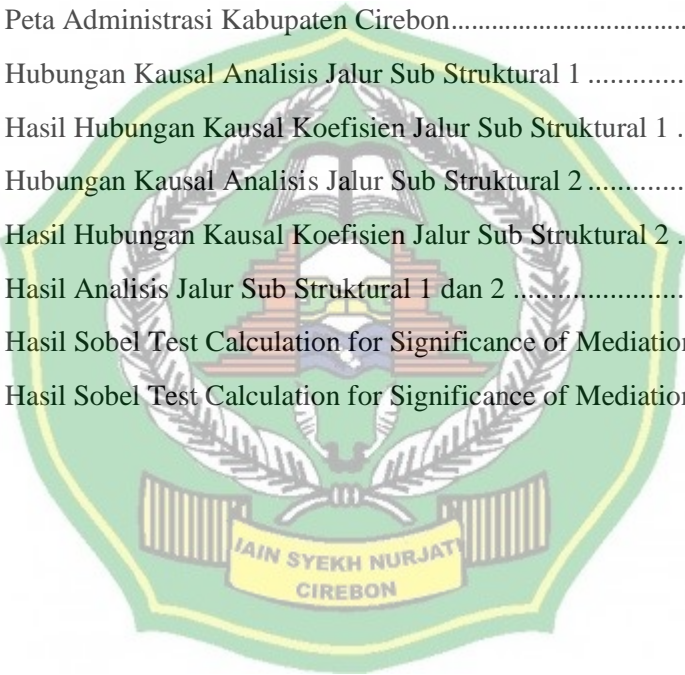 Peta Administrasi Kabupaten Cirebon..................................
Hubungan Kausal Analisis Jalur Sub Struktural 1 ..............
Hasil Hubungan Kausal Koefisien Jalur Sub Struktural 1 .
Hubungan Kausal Analisis Jalur Sub Struktural 2 ..............
Hasil Hubungan Kausal Koefisien Jalur Sub Struktural 2 .
Hasil Analisis Jalur Sub Struktural 1 dan 2 ........................
Hasil Sobel Test Calculation for Significance of Mediation
Hasil Sobel Test Calculation for Significance of Mediation
IAIN SYEKH NURJATI
CIREBON